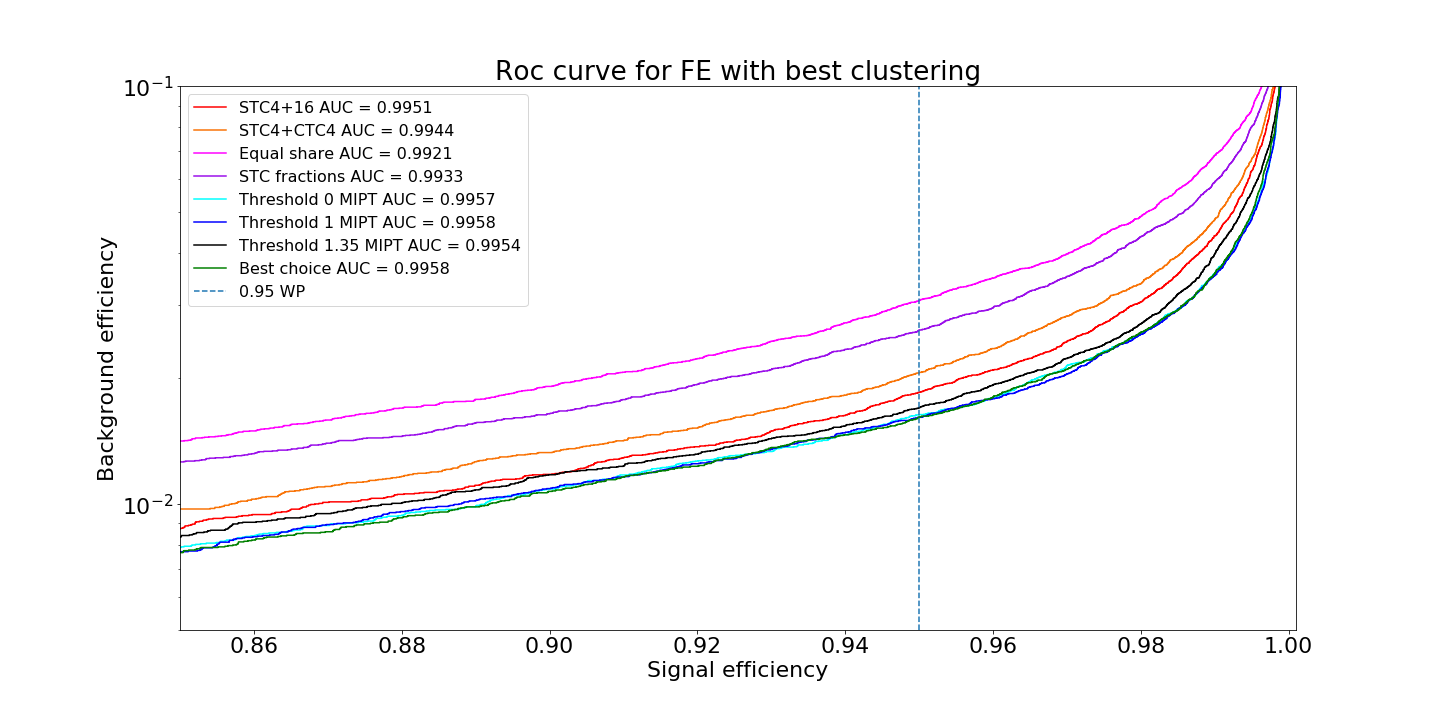 Roc curve for FE with best clustering
10⁻¹
STC4+16 AUC = 0.9951
STC4+CTC4 AUC = 0.9944
Equal share AUC = 0.9921
STC fractions AUC = 0.9933
Threshold 0 MIPT AUC = 0.9957
Threshold 1 MIPT AUC = 0.9958
Threshold 1.35 MIPT AUC = 0.9954
Best choice AUC = 0.9958
0.95 WP
Background efficiency
10⁻²
0.86 0.88 0.90 0.92 0.94 0.96 0.98 1.00
Signal efficiency